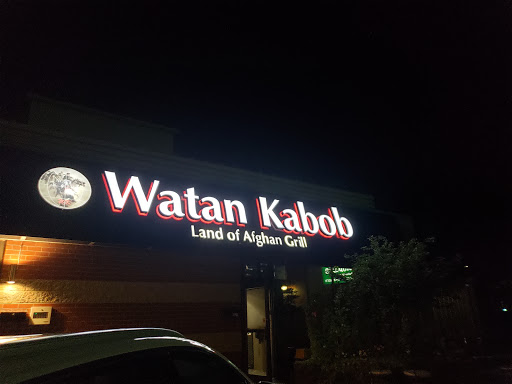 Watan Kabob
Land of Afghan Grill